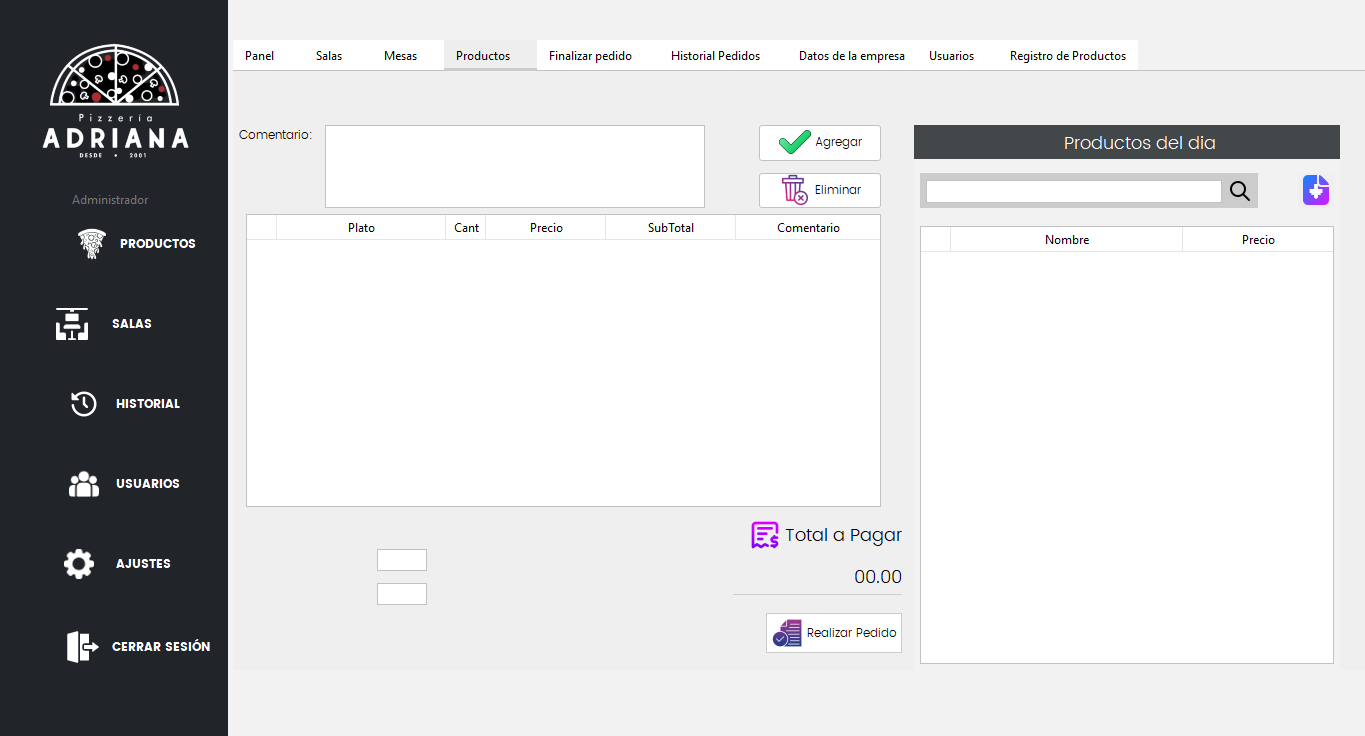 Pizzería
ADRIANA
DESDE • 2001
Administrador
PRODUCTOS
SALAS
HISTORIAL
USUARIOS
AJUSTES
CERRAR SESIÓN
Panel Salas Mesas Productos Finalizar pedido Historial Pedidos Datos de la empresa Usuarios Registro de Productos
Comentario:
Agregar
Eliminar
Plato Cant Precio SubTotal Comentario
Total a Pagar
00.00
Realizar Pedido
Productos del dia
Nombre Precio